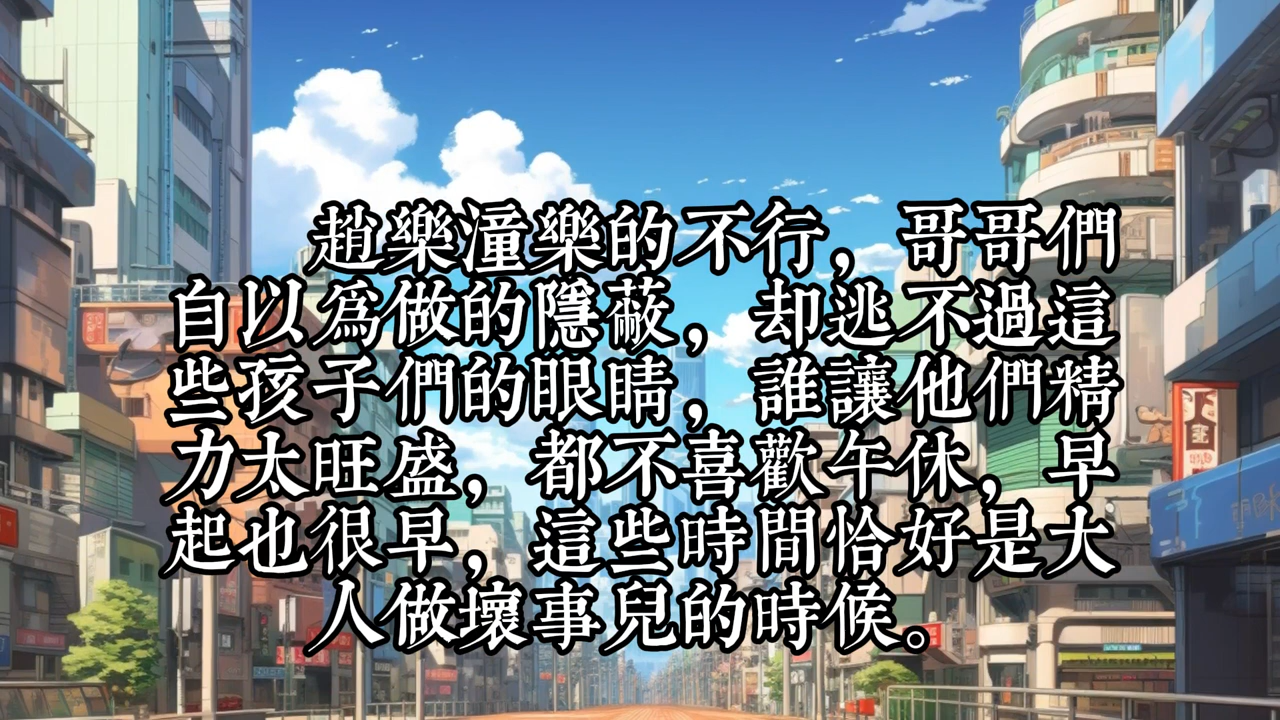 趙樂潼樂的不行，哥哥們
自以爲做的隱蔽，却逃不過這
些孩子們的眼睛，誰讓他們精
力太旺盛，都不喜歡午休，早
起也很早，這些時間恰好是大
人做壞事兒的時候。